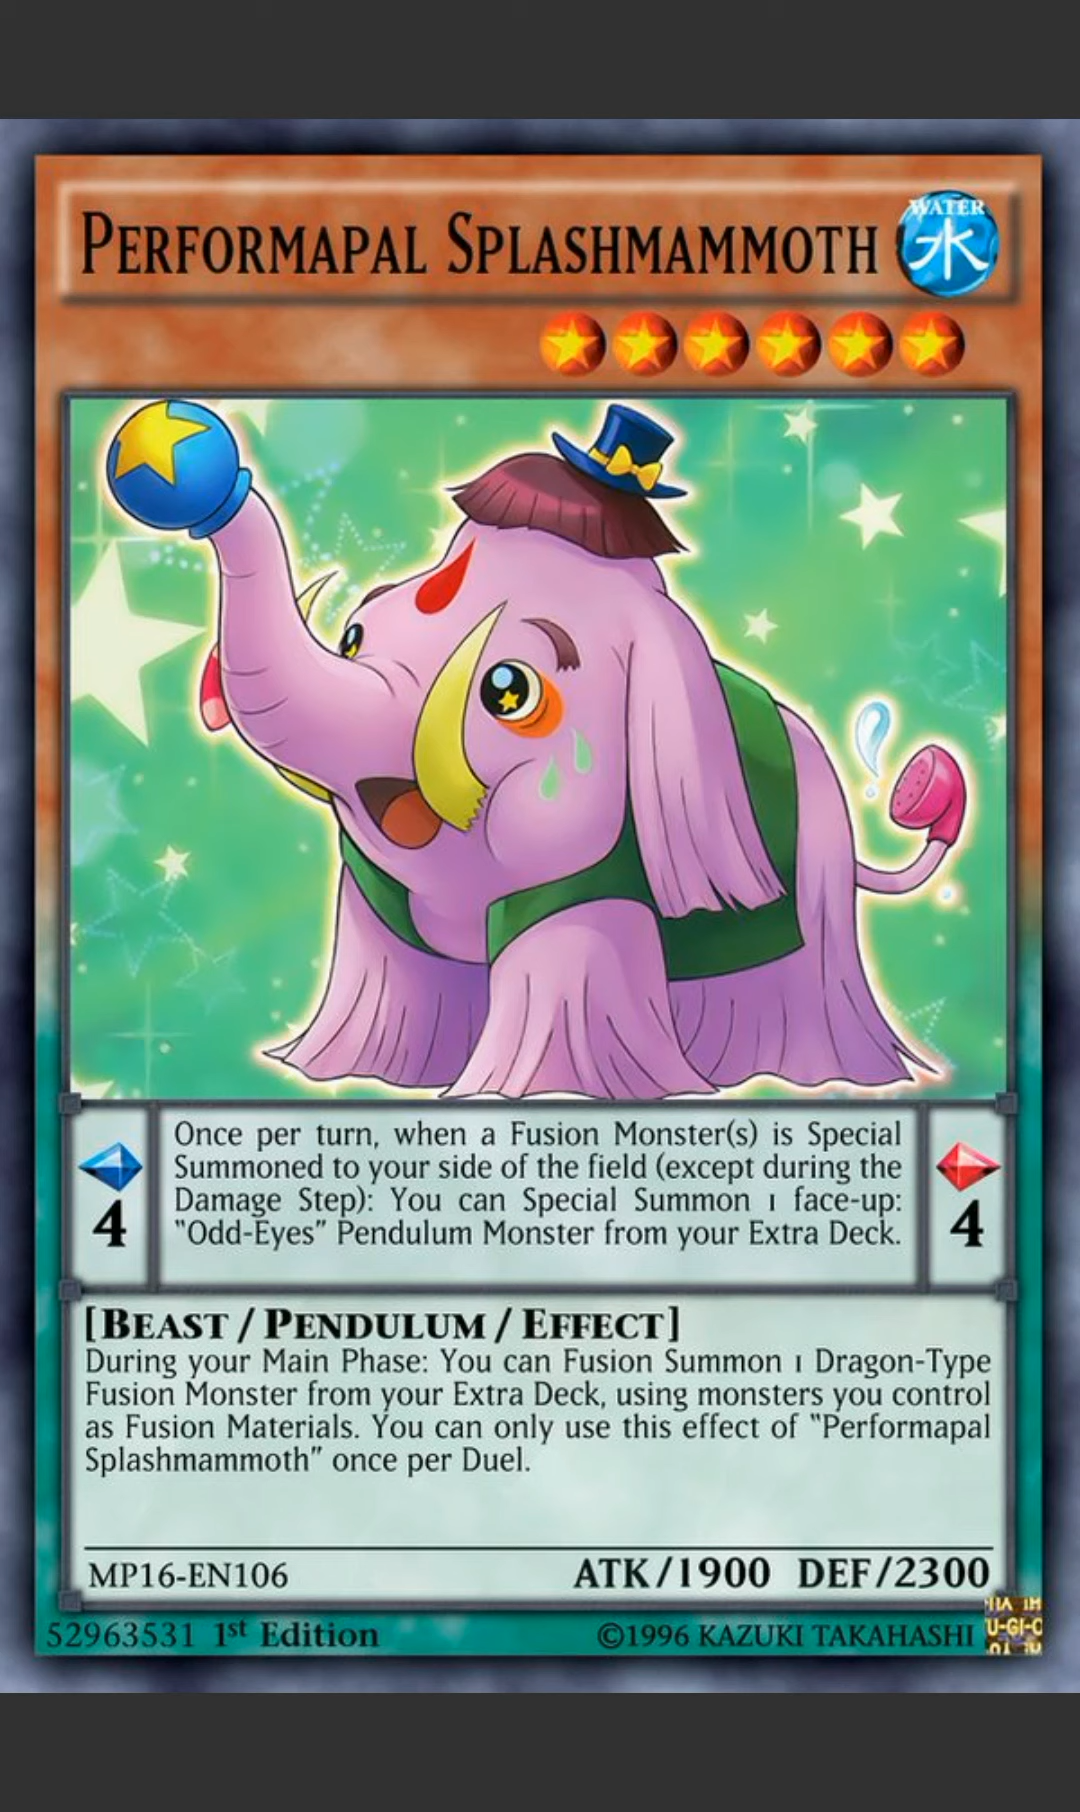 PERFORMAPAL SPLASHMAMMOTH
WATER
水
Once per turn, when a Fusion Monster(s) is Special
Summoned to your side of the field (except during the
Damage Step): You can Special Summon 1 face-up:
“Odd-Eyes” Pendulum Monster from your Extra Deck.
4
4
[BEAST / PENDULUM / EFFECT]
During your Main Phase: You can Fusion Summon 1 Dragon-Type
Fusion Monster from your Extra Deck, using monsters you control
as Fusion Materials. You can only use this effect of “Performapal
Splashmammoth” once per Duel.
MP16-EN106
ATK/1900 DEF/2300
52963531 1st Edition
©1996 KAZUKI TAKAHASHI